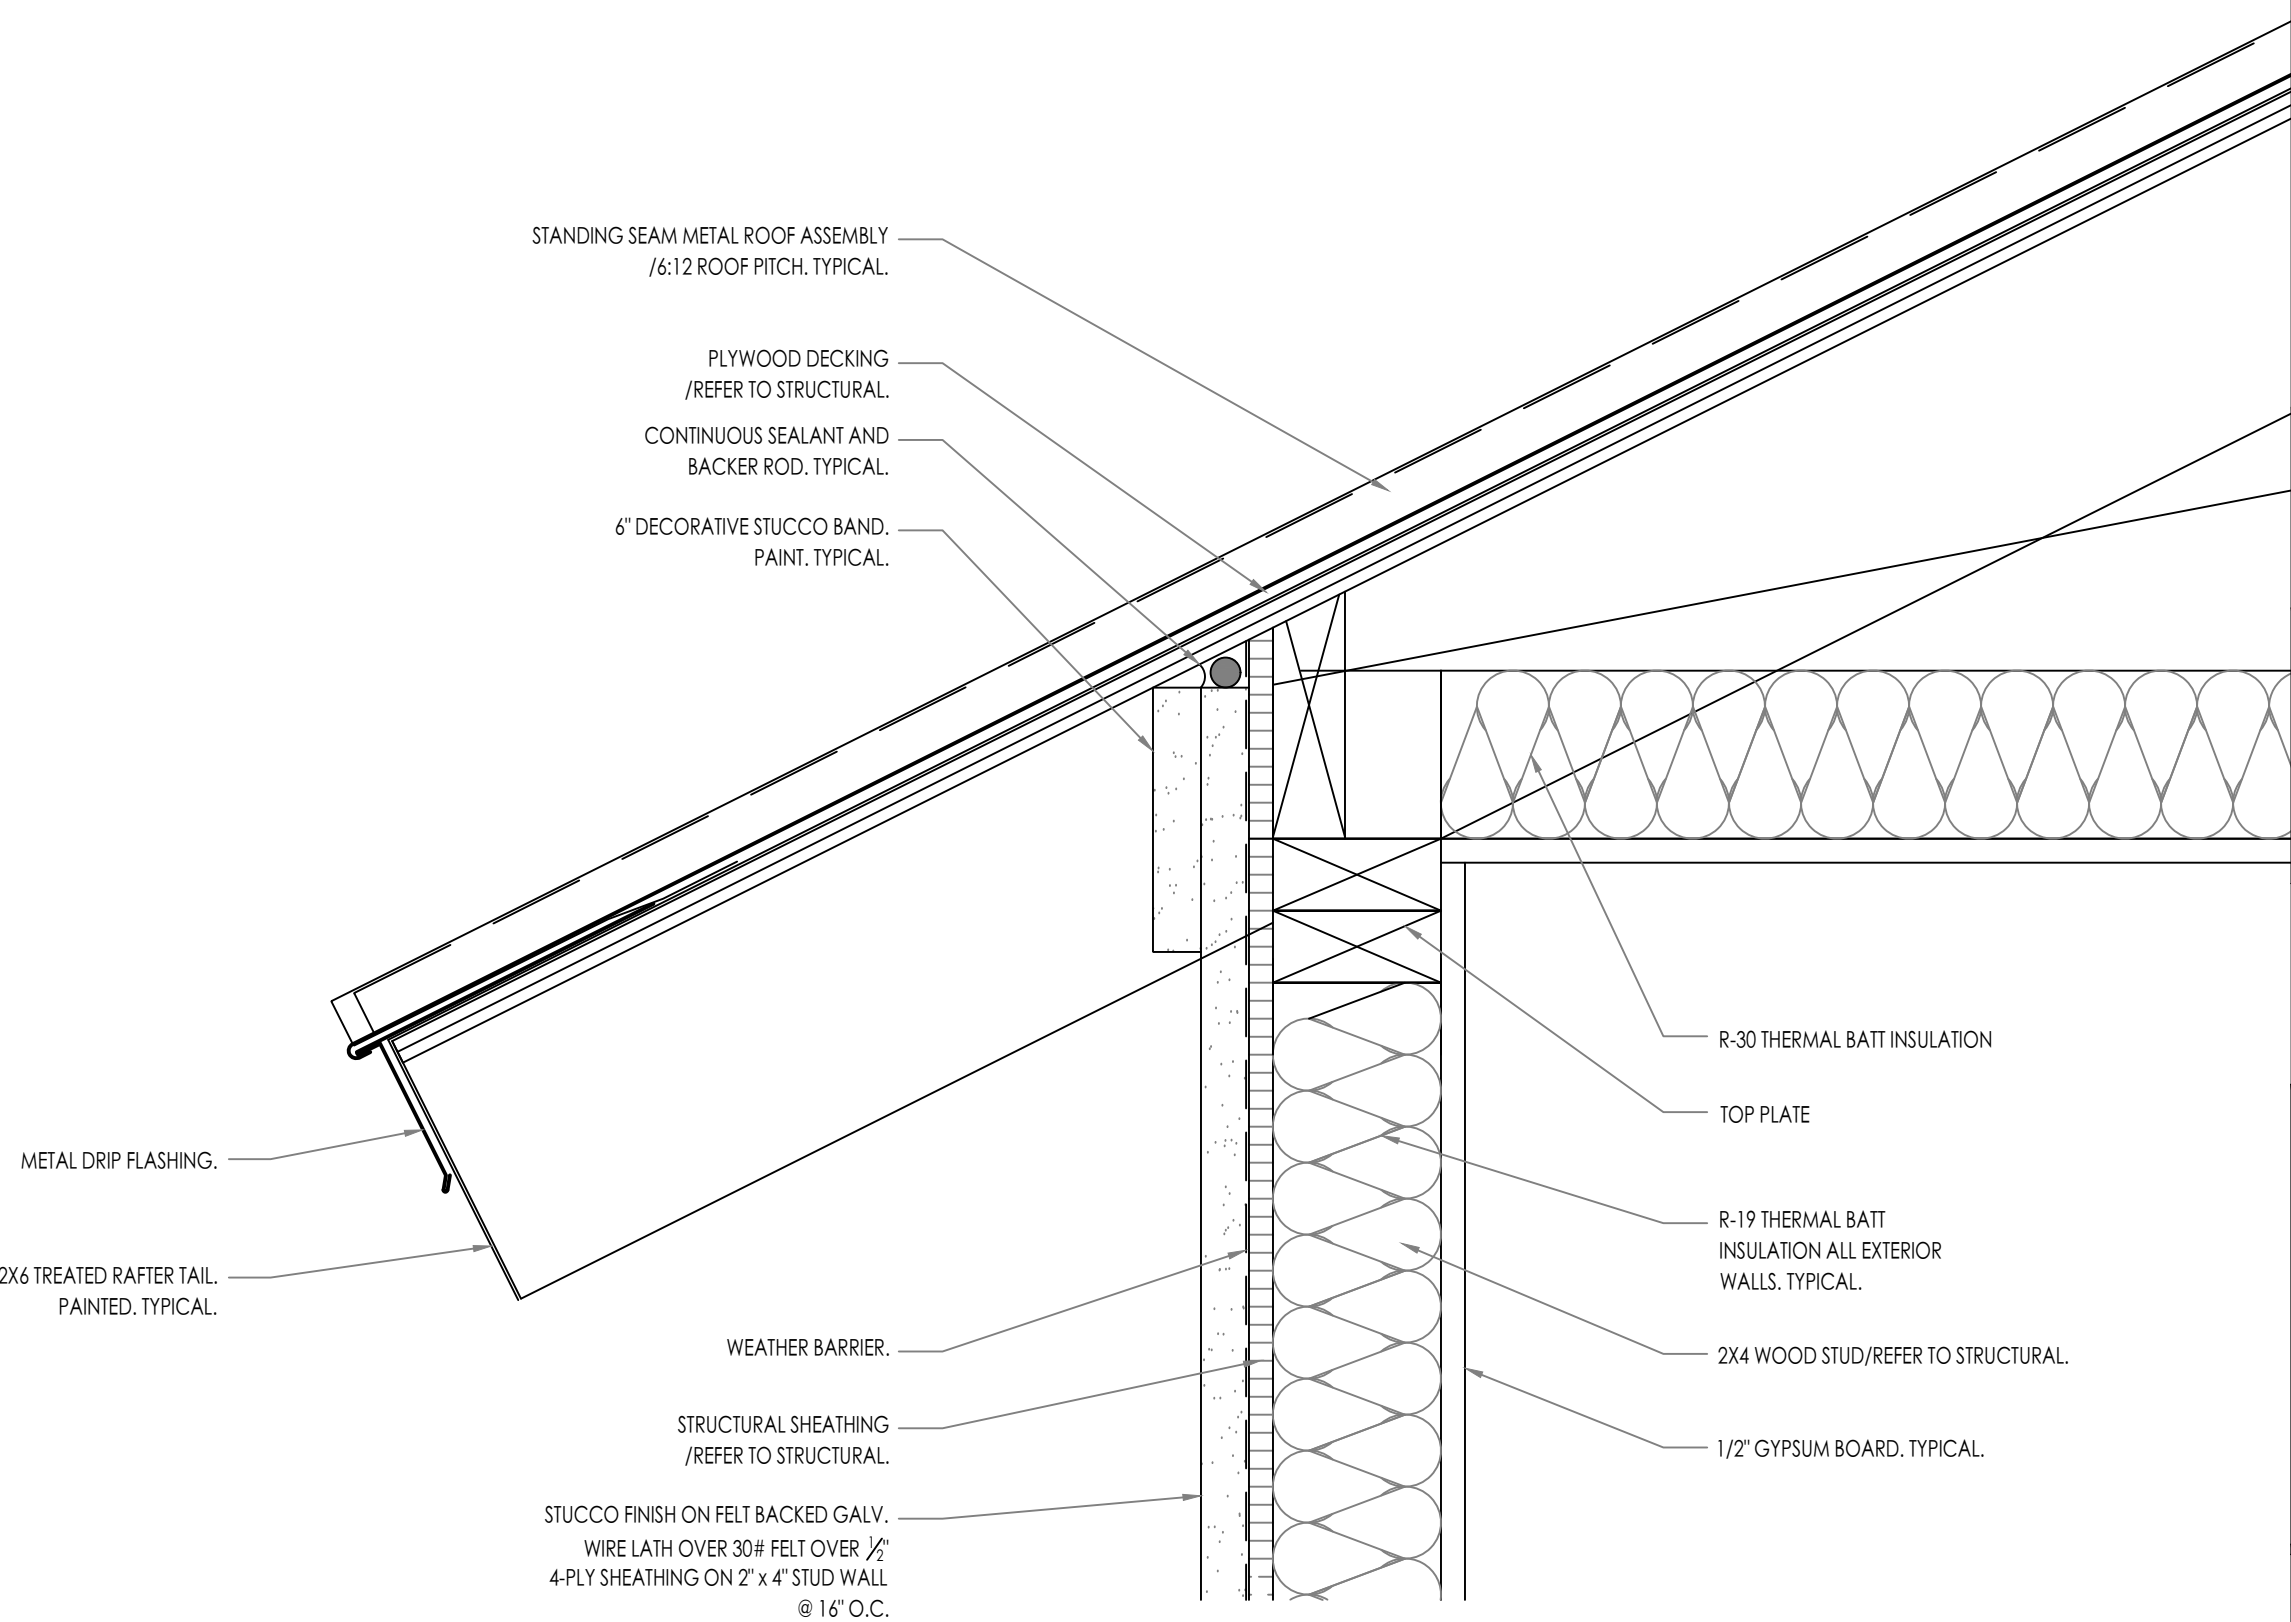 STANDING SEAM METAL ROOF ASSEMBLY
/6:12 ROOF PITCH. TYPICAL.
PLYWOOD DECKING
/REFER TO STRUCTURAL.
CONTINUOUS SEALANT AND
BACKER ROD. TYPICAL.
6" DECORATIVE STUCCO BAND.
PAINT. TYPICAL.
METAL DRIP FLASHING.
2X6 TREATED RAFTER TAIL.
PAINTED. TYPICAL.
WEATHER BARRIER.
STRUCTURAL SHEATHING
/REFER TO STRUCTURAL.
STUCCO FINISH ON FELT BACKED GALV.
WIRE LATH OVER 30# FELT OVER 1/2"
4-PLY SHEATHING ON 2" x 4" STUD WALL
@ 16" O.C.
R-30 THERMAL BATT INSULATION
TOP PLATE
R-19 THERMAL BATT
INSULATION ALL EXTERIOR
WALLS. TYPICAL.
2X4 WOOD STUD/REFER TO STRUCTURAL.
1/2" GYPSUM BOARD. TYPICAL.